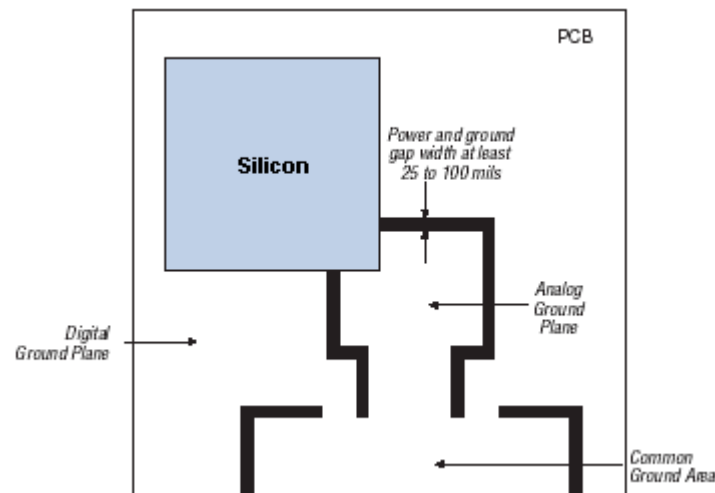 PCB
Power and ground
gap width at least
25 to 100 mils
Silicon
Analog
Ground
Plane
Digital
Ground Plane
Common
Ground Area